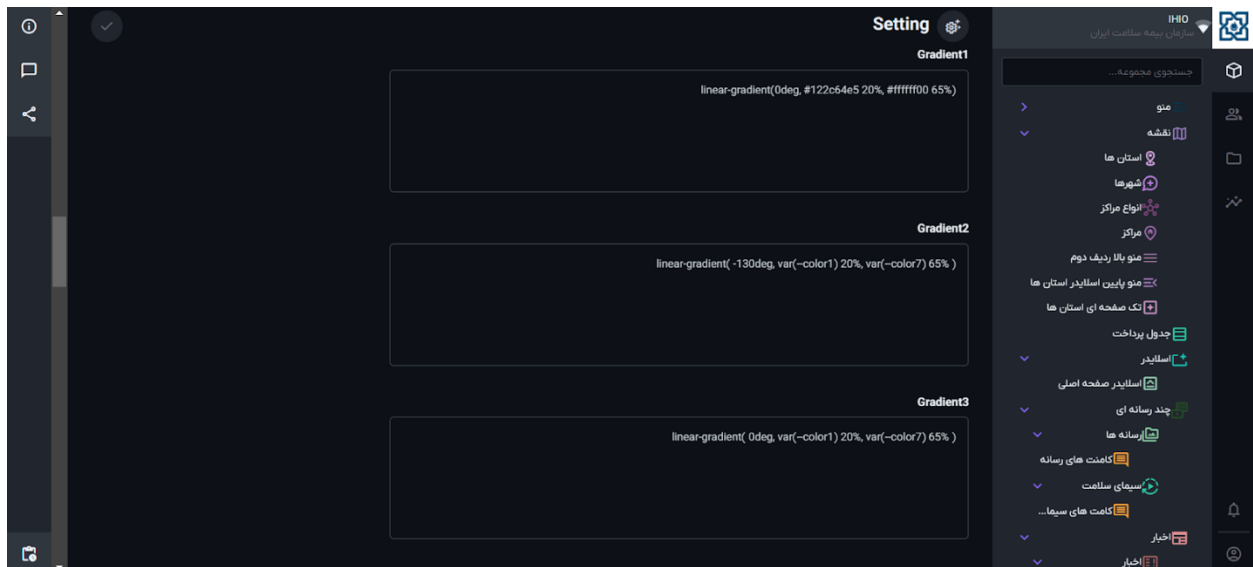 Setting
Gradient1
linear-gradient(0deg, #122c64e5 20%, #ffffff00 65%)
Gradient2
linear-gradient( -130deg, var(--color1) 20%, var(--color7) 65% )
Gradient3
linear-gradient( 0deg, var(--color1) 20%, var(--color7) 65% )
IHIO
سازمان بیمه سلامت ایران
جستجوی مجموعه...
منو
نقشه
استان ها
شهرها
انواع مراکز
مراکز
منو بالا ردیف دوم
منو پایین اسلایدر استان ها
تک صفحه ای استان ها
جدول پرداخت
اسلایدر
اسلایدر صفحه اصلی
چند رسانه ای
رسانه ها
کامنت های رسانه
سیمای سلامت
کامت های سیما...
اخبار
اخبار